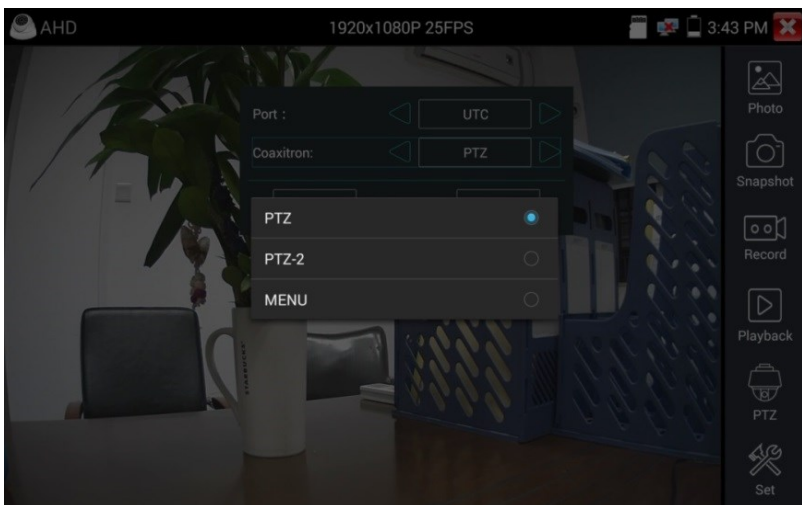 AHD
1920x1080P 25FPS
3:43 PM
Port :
UTC
Coaxitron:
PTZ
PTZ
PTZ-2
MENU
Photo
Snapshot
Record
Playback
PTZ
Set
STARBUCKS